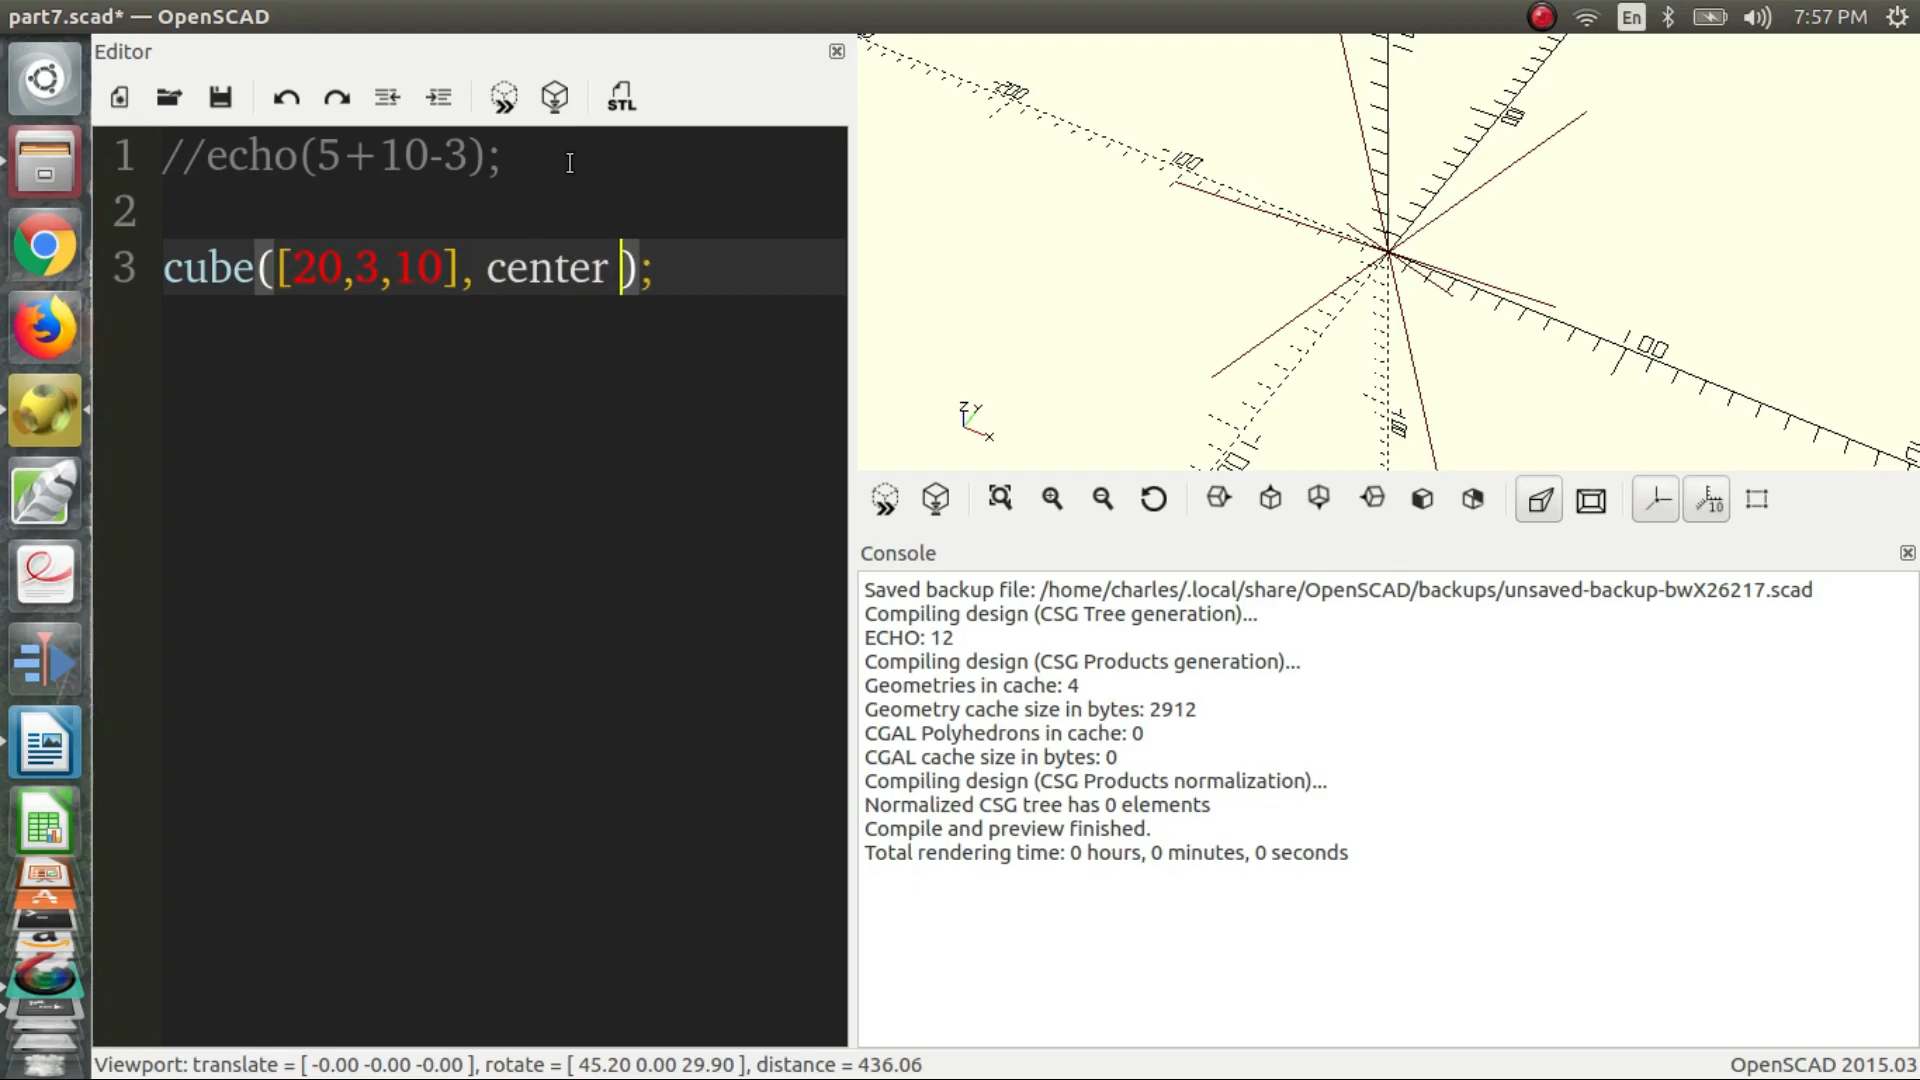 part7.scad* — OpenSCAD
En
7:57 PM
Editor
STL
1 //echo(5+10-3);
2
3 cube([20,3,10], center );
200
100
100
Z
Y
X
10
Console
Saved backup file: /home/charles/.local/share/OpenSCAD/backups/unsaved-backup-bwX26217.scad
Compiling design (CSG Tree generation)...
ECHO: 12
Compiling design (CSG Products generation)...
Geometries in cache: 4
Geometry cache size in bytes: 2912
CGAL Polyhedrons in cache: 0
CGAL cache size in bytes: 0
Compiling design (CSG Products normalization)...
Normalized CSG tree has 0 elements
Compile and preview finished.
Total rendering time: 0 hours, 0 minutes, 0 seconds
Viewport: translate = [ -0.00 -0.00 -0.00 ], rotate = [ 45.20 0.00 29.90 ], distance = 436.06
OpenSCAD 2015.03